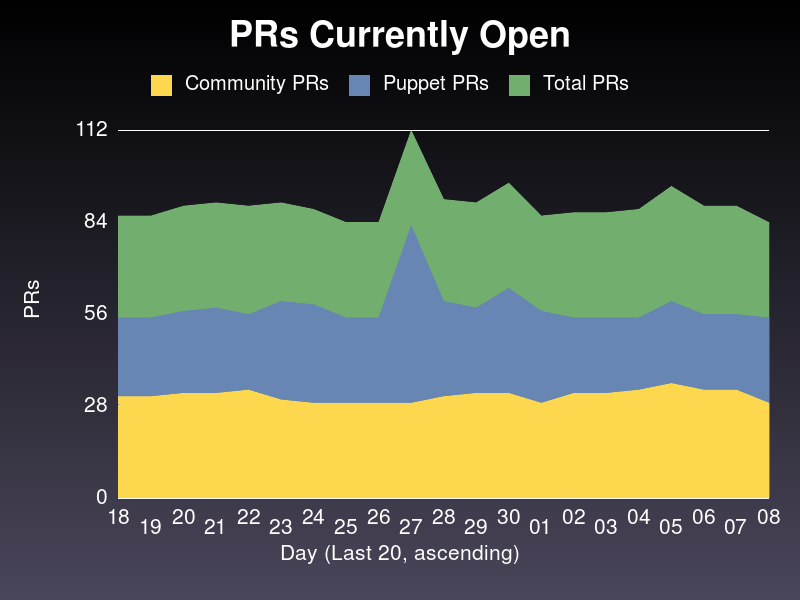 PRs Currently Open
Community PRs Puppet PRs Total PRs
112
84
56
28
0
PRs
18 19 20 21 22 23 24 25 26 27 28 29 30 01 02 03 04 05 06 07 08
Day (Last 20, ascending)